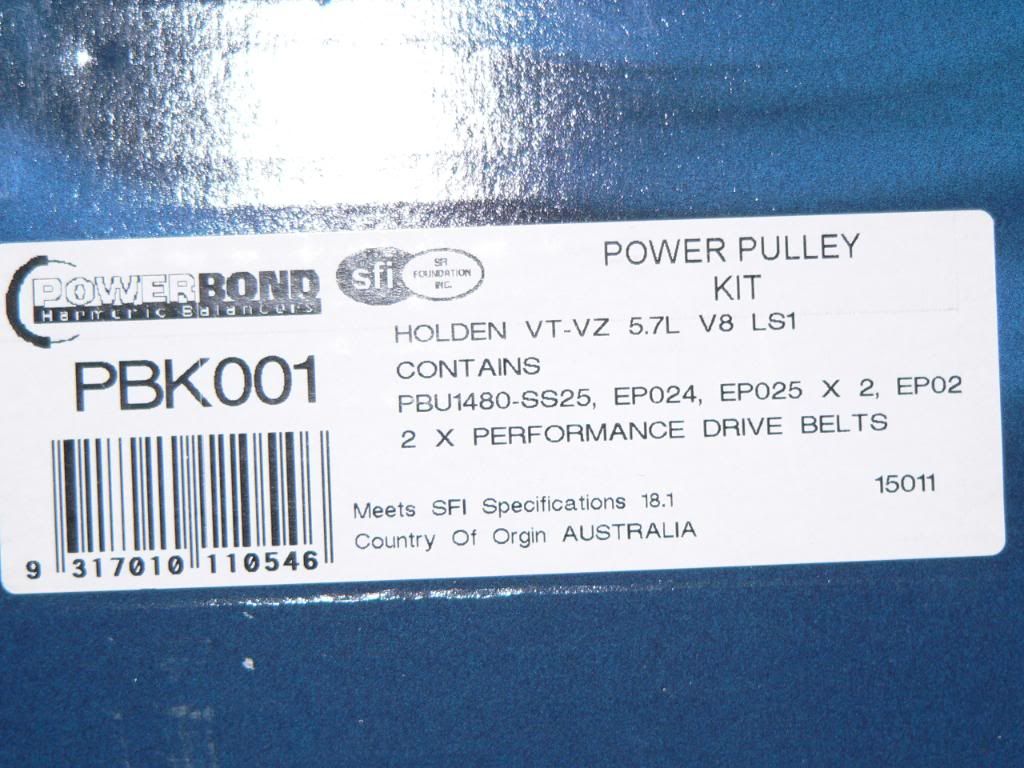 POWERBOND
Harmonic Balancers
sfi
SFI
FOUNDATION
INC.
POWER PULLEY
KIT
HOLDEN VT-VZ 5.7L V8 LS1
CONTAINS
PBU1480-SS25, EP024, EP025 X 2, EP02
2 X PERFORMANCE DRIVE BELTS
PBK001
15011
Meets SFI Specifications 18.1
Country Of Orgin AUSTRALIA
9 317010 110546